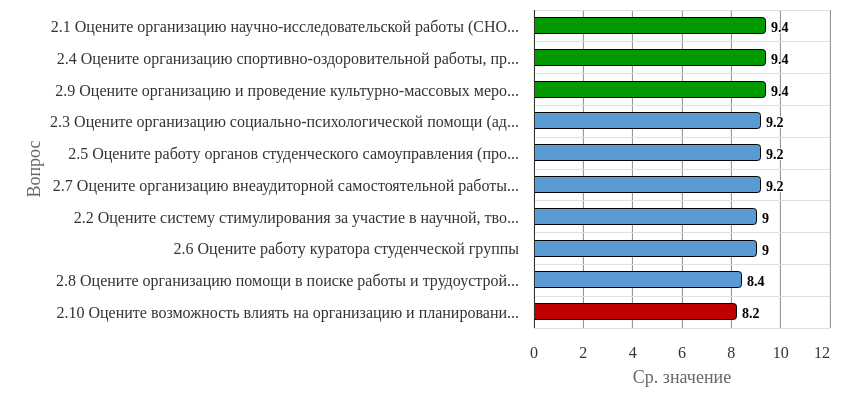 2.1 Оцените организацию научно-исследовательской работы (СНО... 9.4
2.4 Оцените организацию спортивно-оздоровительной работы, пр... 9.4
2.9 Оцените организацию и проведение культурно-массовых меро... 9.4
2.3 Оцените организацию социально-психологической помощи (ад... 9.2
2.5 Оцените работу органов студенческого самоуправления (про... 9.2
2.7 Оцените организацию внеаудиторной самостоятельной работы... 9.2
2.2 Оцените систему стимулирования за участие в научной, тво... 9
2.6 Оцените работу куратора студенческой группы 9
2.8 Оцените организацию помощи в поиске работы и трудоустрой... 8.4
2.10 Оцените возможность влиять на организацию и планировани... 8.2
Вопрос
0 2 4 6 8 10 12
Ср. значение